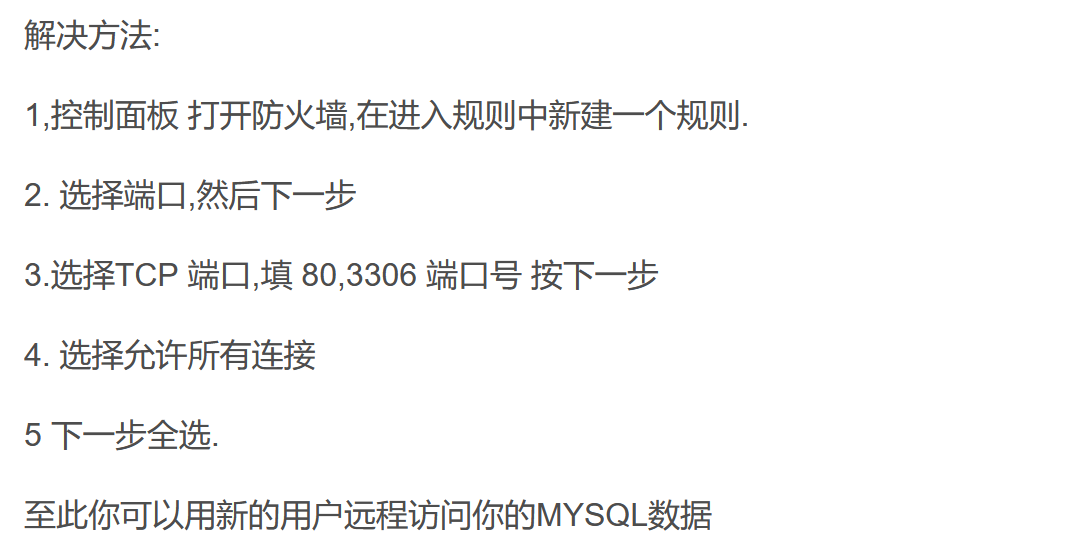 解决方法:
1,控制面板 打开防火墙,在进入规则中新建一个规则.
2. 选择端口,然后下一步
3.选择TCP 端口,填 80,3306 端口号 按下一步
4. 选择允许所有连接
5 下一步全选.
至此你可以用新的用户远程访问你的MYSQL数据